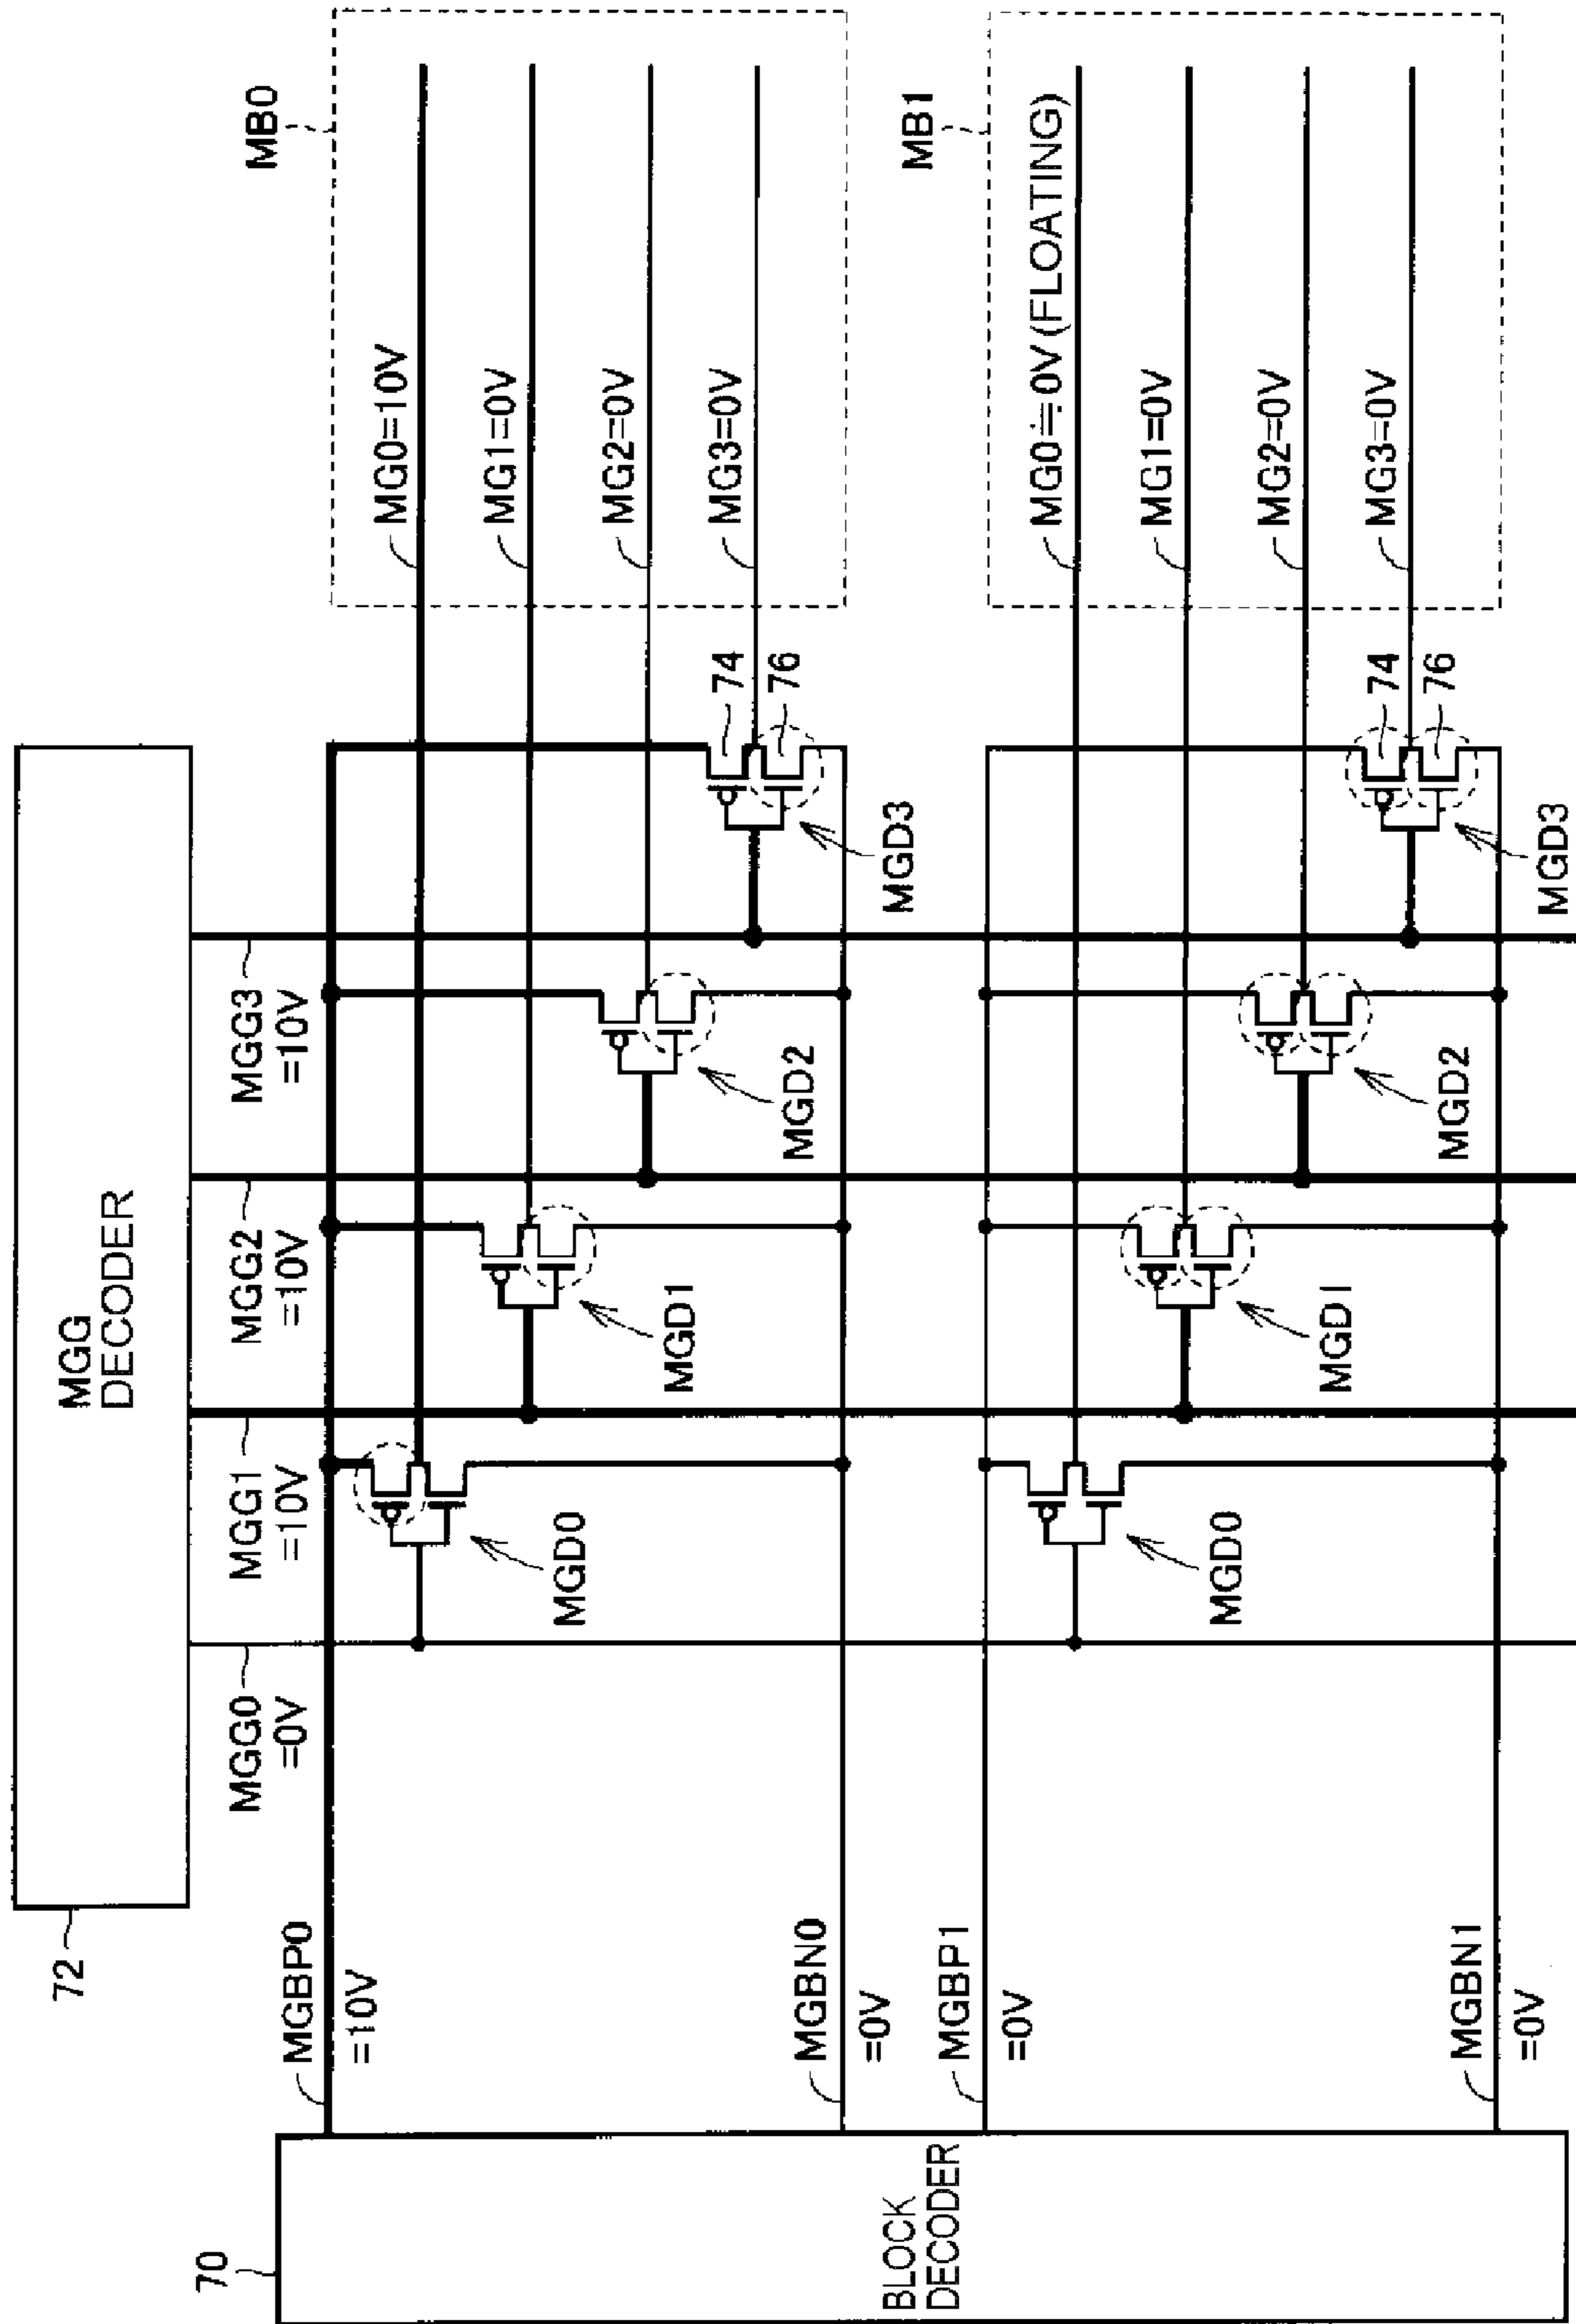 72
MGG
DECODER
MGG0
=0V
MGG1
=10V
MGG2
=10V
MGG3
=10V
70
BLOCK
DECODER
MGBP0
=10V
MGBN0
=0V
MGBP1
=0V
MGBN1
=0V
MGD0
MGD1
MGD2
MGD3
74
76
MB0
MG0=10V
MG1=0V
MG2=0V
MG3=0V
MGD0
MGD1
MGD2
MGD3
74
76
MB1
MG0≒0V (FLOATING)
MG1=0V
MG2=0V
MG3=0V